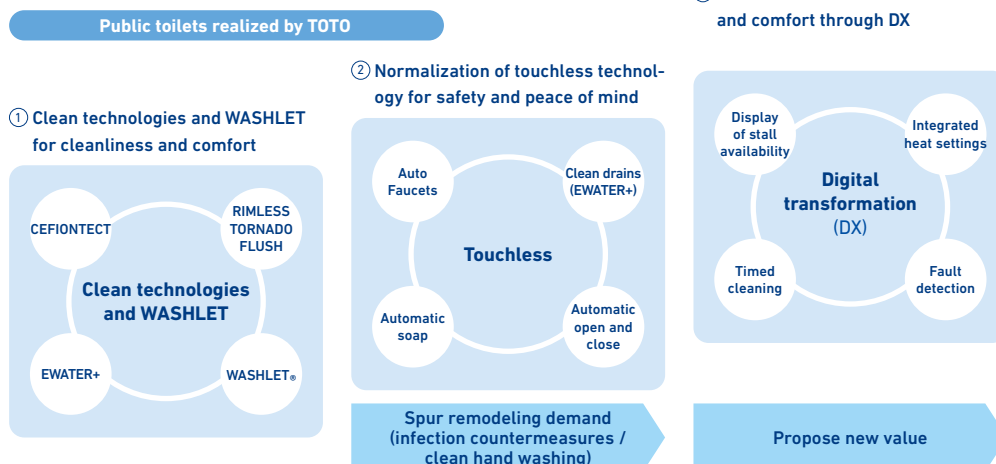 Public toilets realized by TOTO
① Clean technologies and WASHLET
for cleanliness and comfort
CEFIONTECT
RIMLESS
TORNADO
FLUSH
Clean technologies
and WASHLET
EWATER+
WASHLET®
② Normalization of touchless technol-
ogy for safety and peace of mind
Auto
Faucets
Clean drains
(EWATER+)
Touchless
Automatic
soap
Automatic
open and
close
Spur remodeling demand
(infection countermeasures /
clean hand washing)
and comfort through DX
Display
of stall
availability
Integrated
heat settings
Digital
transformation
(DX)
Timed
cleaning
Fault
detection
Propose new value